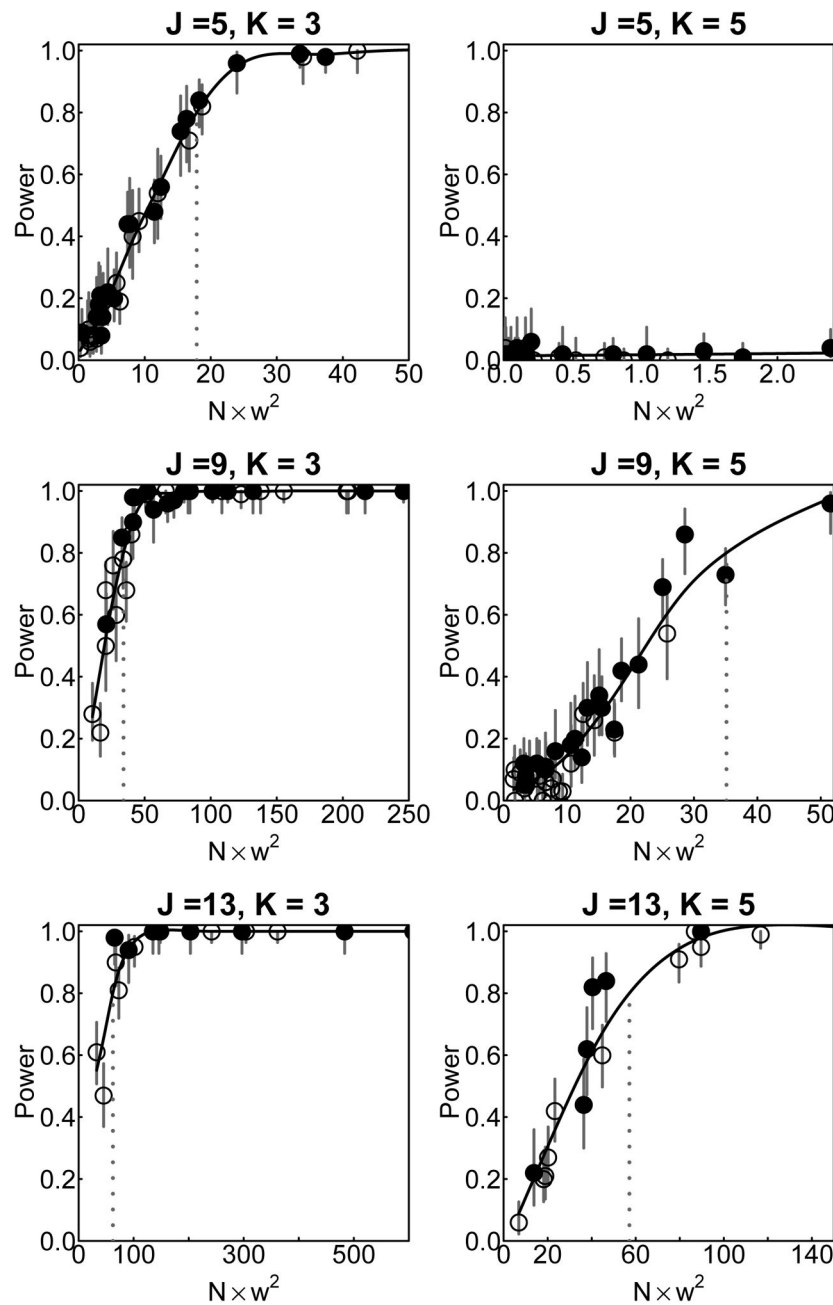 J =5, K = 3
J =5, K = 5
1.0
0.8
0.6
0.4
0.2
0.0
Power
0 10 20 30 40 50
N × w²
1.0
0.8
0.6
0.4
0.2
0.0
Power
0.0 0.5 1.0 1.5 2.0
N × w²
J =9, K = 3
J =9, K = 5
1.0
0.8
0.6
0.4
0.2
0.0
Power
0 50 100 150 200 250
N × w²
1.0
0.8
0.6
0.4
0.2
0.0
Power
0 10 20 30 40 50
N × w²
J =13, K = 3
J =13, K = 5
1.0
0.8
0.6
0.4
0.2
0.0
Power
100 300 500
N × w²
1.0
0.8
0.6
0.4
0.2
0.0
Power
0 20 60 100 140
N × w²